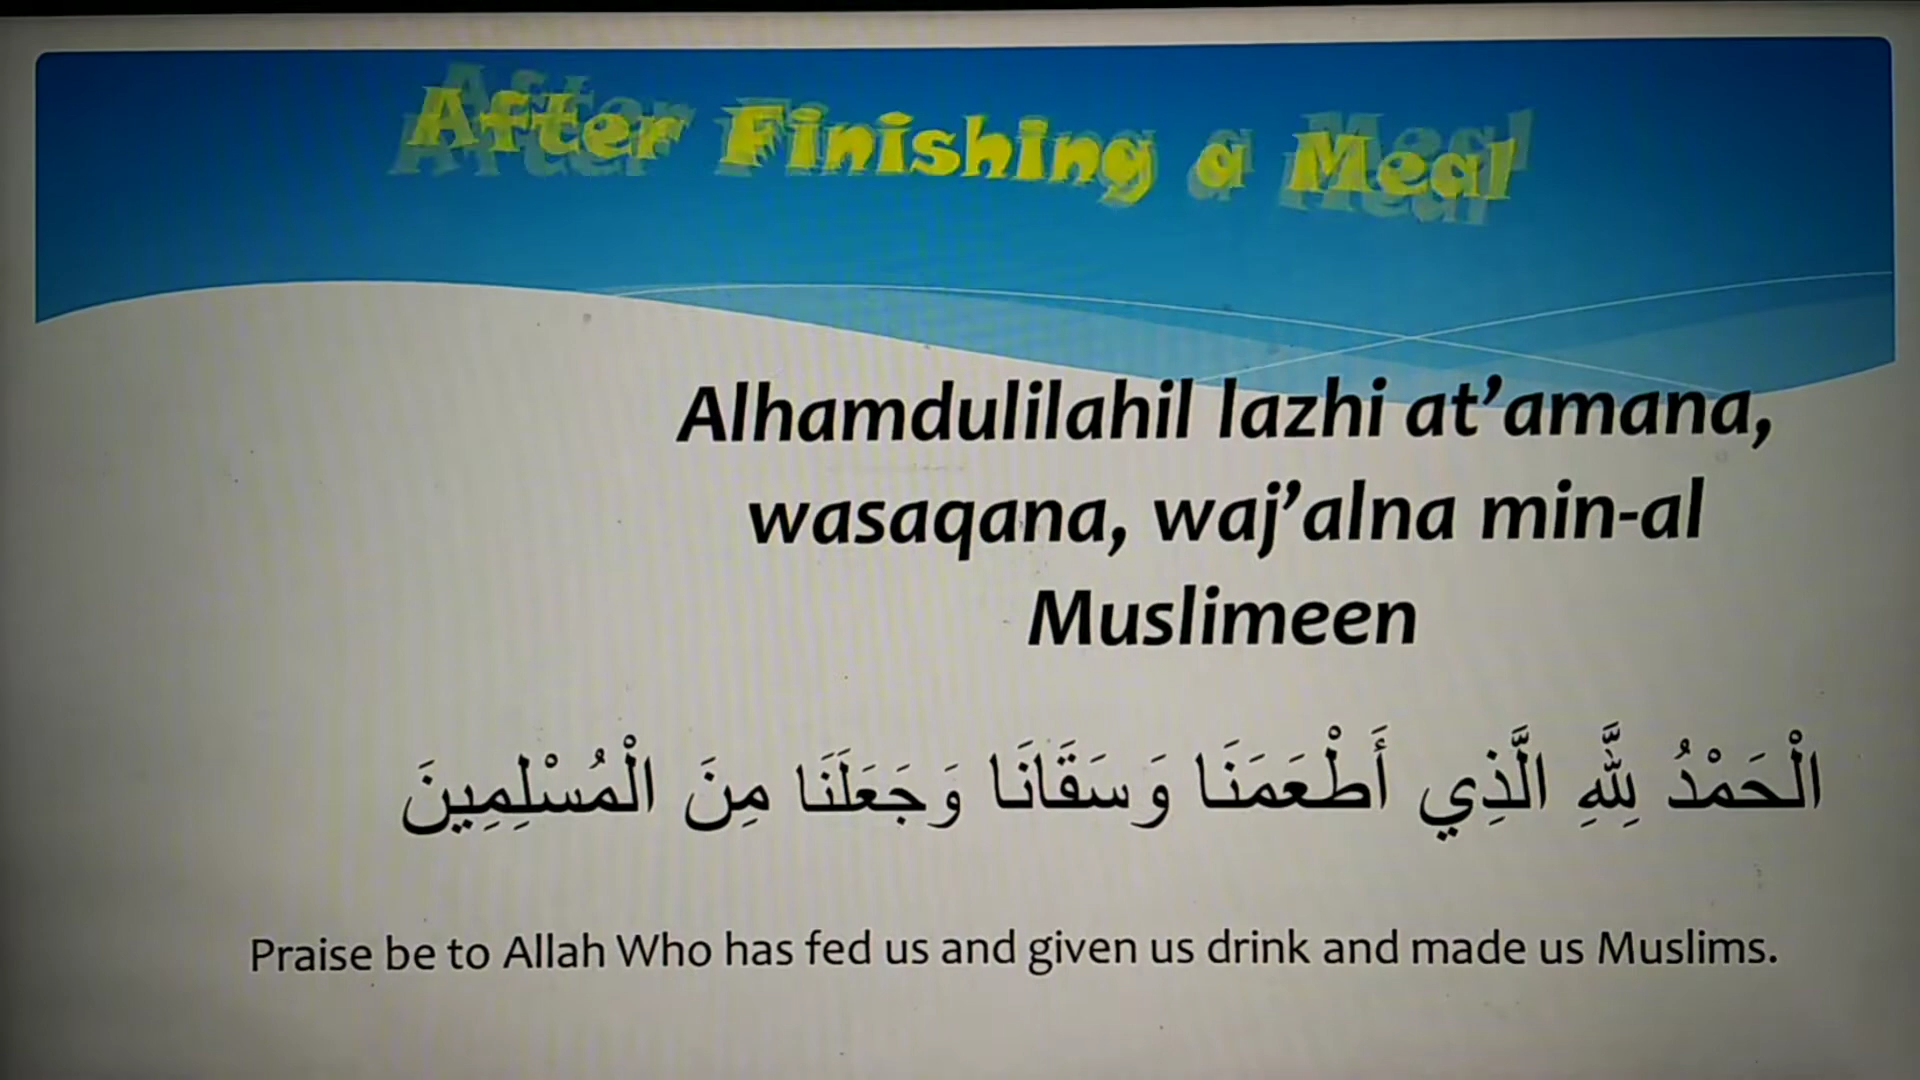 After Finishing a Meal
Alhamdulilahil lazhi at’amana,
wasaqana, waj’alna min-al
Muslimeen
الْحَمْدُ لِلَّهِ الَّذِي أَطْعَمَنَا وَسَقَانَا وَجَعَلَنَا مِنَ الْمُسْلِمِينَ
Praise be to Allah Who has fed us and given us drink and made us Muslims.